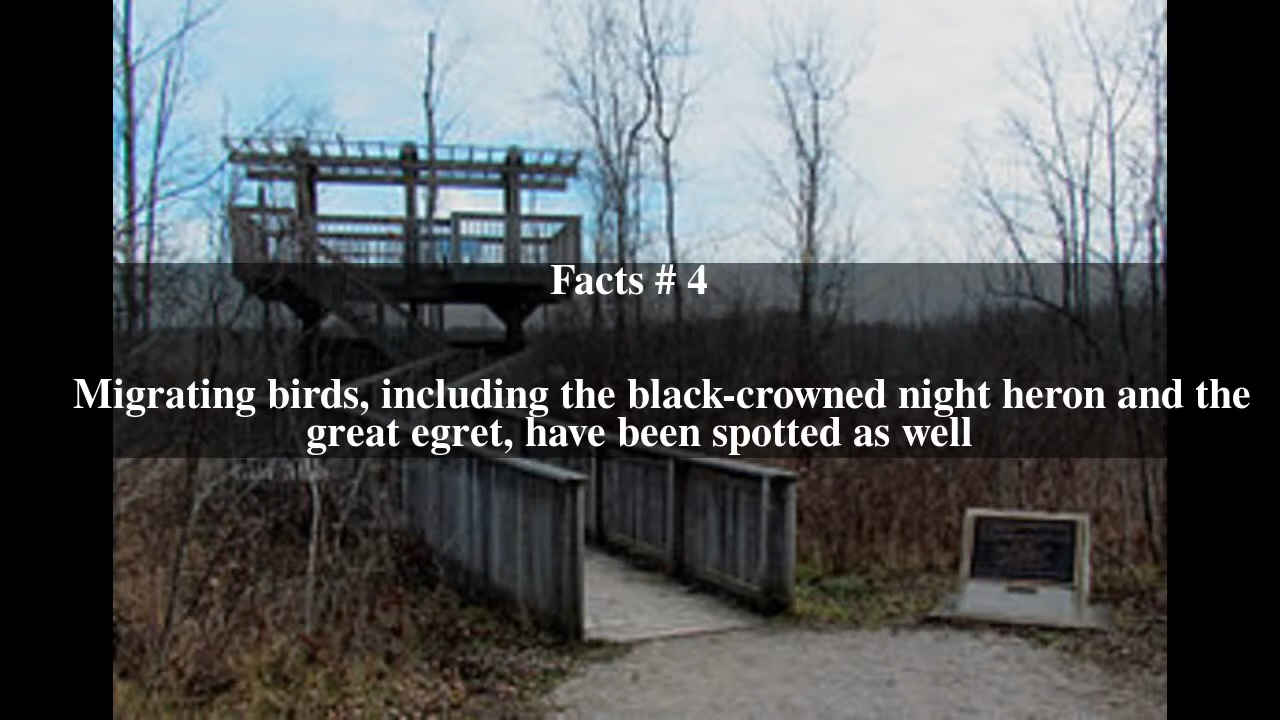 Facts # 4
Migrating birds, including the black-crowned night heron and the
great egret, have been spotted as well